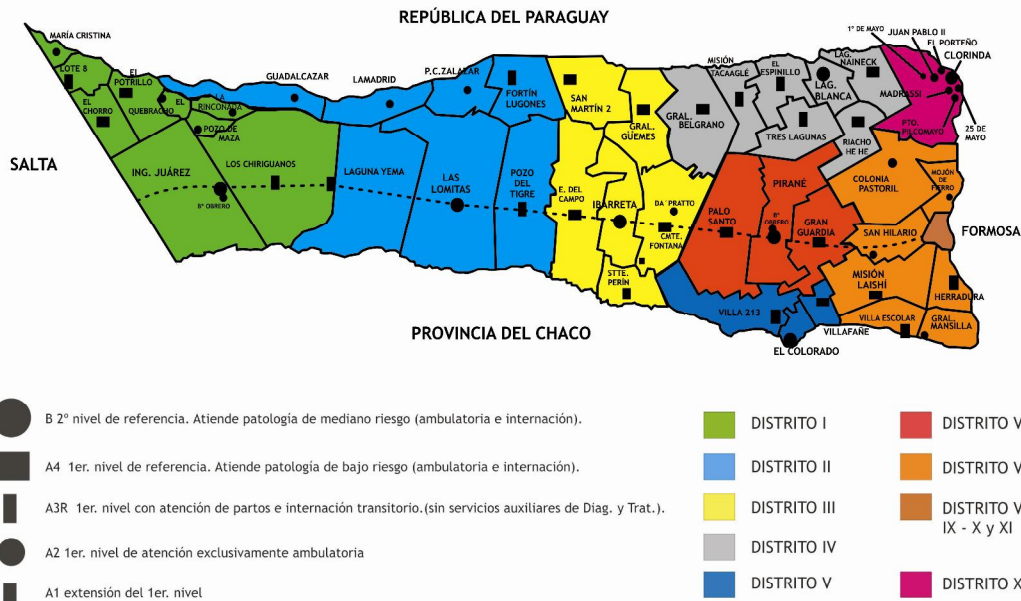 REPÚBLICA DEL PARAGUAY
MARÍA CRISTINA
LOTE 8
EL
POTRILLO
EL
CHORRO
QUEBRACHO
EL
LA
RINCONADA
POZO DE
MAZA
GUADALCAZAR
LAMADRID
P.C.ZALAZAR
FORTÍN
LUGONES
SAN
MARTÍN 2
GRAL.
GÜEMES
GRAL.
BELGRANO
MISIÓN
TACAAGLÉ
EL
ESPINILLO
LAG.
BLANCA
LAG.
NAINECK
TRES LAGUNAS
RIACHO
HE HE
1º DE MAYO
JUAN PABLO II
EL PORTEÑO
CLORINDA
MADRASSI
PTO.
PILCOMAYO
25 DE
MAYO
SALTA
ING. JUÁREZ
Bº OBRERO
LOS CHIRIGUANOS
LAGUNA YEMA
LAS
LOMITAS
POZO
DEL
TIGRE
E. DEL
CAMPO
IBARRETA
DA´PRATTO
CMTE.
FONTANA
STTE.
PERÍN
PALO
SANTO
PIRANÉ
Bº
OBRERO
GRAN
GUARDIA
COLONIA
PASTORIL
MOJÓN
DE
FIERRO
SAN HILARIO
FORMOSA
MISIÓN
LAISHÍ
HERRADURA
VILLA 213
VILLAFAÑE
EL COLORADO
VILLA ESCOLAR
GRAL.
MANSILLA
PROVINCIA DEL CHACO
B 2º nivel de referencia. Atiende patología de mediano riesgo (ambulatoria e internación).
A4 1er. nivel de referencia. Atiende patología de bajo riesgo (ambulatoria e internación).
A3R 1er. nivel con atención de partos e internación transitorio.(sin servicios auxiliares de Diag. y Trat.).
A2 1er. nivel de atención exclusivamente ambulatoria
A1 extensión del 1er. nivel
DISTRITO I
DISTRITO II
DISTRITO III
DISTRITO IV
DISTRITO V
DISTRITO V
DISTRITO V
DISTRITO V
IX - X y XI
DISTRITO X